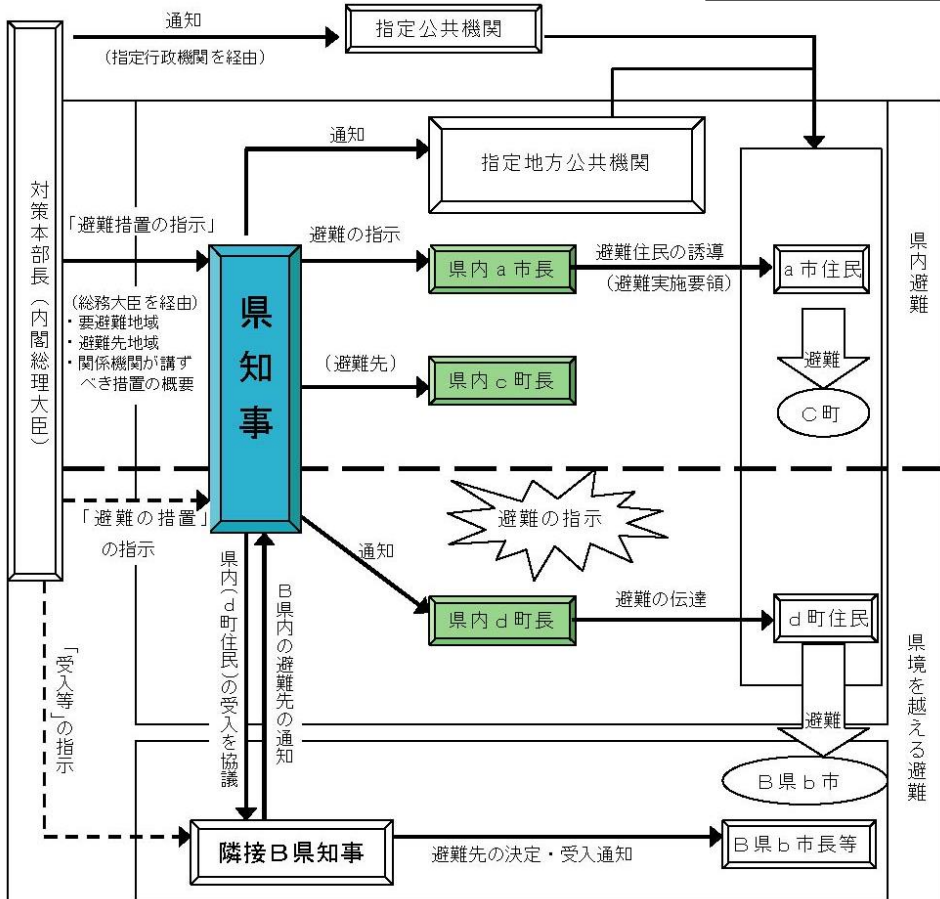 通知
(指定行政機関を経由)
指定公共機関
対策本部長(内閣総理大臣)
通知
指定地方公共機関
「避難措置の指示」
(総務大臣を経由)
・要避難地域
・避難先地域
・関係機関が講ず
べき措置の概要
県知事
避難の指示
県内a市長
避難住民の誘導
(避難実施要領)
a市住民
県内避難
(避難先)
県内c町長
避難
C町
「避難の措置」
の指示
避難の指示
通知
県内d町長
避難の伝達
d町住民
県境を越える避難
「受入等」の指示
県内(d町住民)の受入を協議
B県内の避難先の通知
避難
B県b市
隣接B県知事
避難先の決定・受入通知
B県b市長等